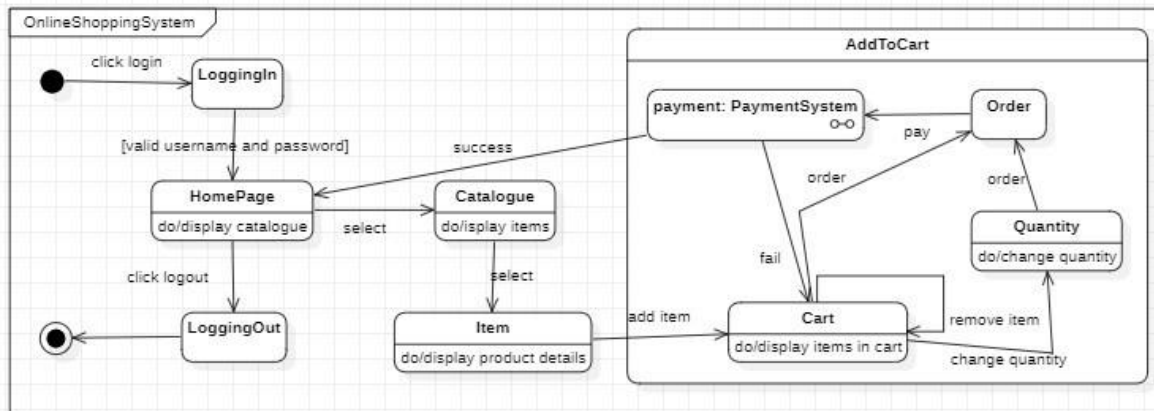 OnlineShoppingSystem
AddToCart
click login
LoggingIn
payment: PaymentSystem
Order
pay
[valid username and password]
success
order
order
HomePage
do/display catalogue
Catalogue
do/isplay items
select
Quantity
do/change quantity
fail
click logout
select
LoggingOut
Item
do/display product details
add item
Cart
do/display items in cart
remove item
change quantity